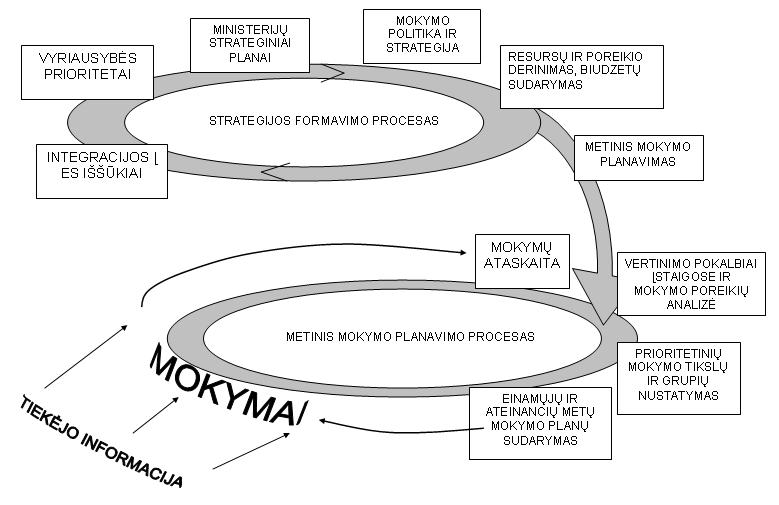 MINISTERIJŲ
STRATEGINIAI
PLANAI
MOKYMO
POLITIKA IR
STRATEGIJA
VYRIAUSYBĖS
PRIORITETAI
RESURSŲ IR POREIKIO
DERINIMAS, BIUDŽETŲ
SUDARYMAS
STRATEGIJOS FORMAVIMO PROCESAS
INTEGRACIJOS Į
ES IŠŠŪKIAI
METINIS MOKYMO
PLANAVIMAS
MOKYMŲ
ATASKAITA
VERTINIMO POKALBIAI
ĮSTAIGOSE IR
MOKYMO POREIKIŲ
ANALIZĖ
METINIS MOKYMO PLANAVIMO PROCESAS
PRIORITETINIŲ
MOKYMO TIKSLŲ
IR GRUPIŲ
NUSTATYMAS
MOKYMAI
EINAMŲJŲ IR
ATEINANČIŲ METŲ
MOKYMO PLANŲ
SUDARYMAS
TIEKĖJO INFORMACIJA